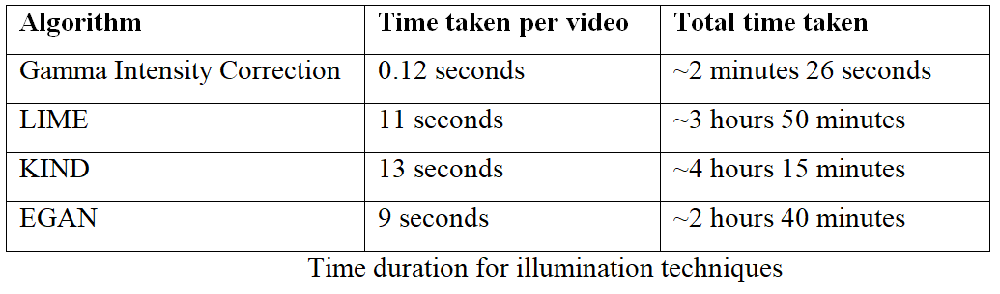 Algorithm Time taken per video Total time taken
Gamma Intensity Correction 0.12 seconds ~2 minutes 26 seconds
LIME 11 seconds ~3 hours 50 minutes
KIND 13 seconds ~4 hours 15 minutes
EGAN 9 seconds ~2 hours 40 minutes
Time duration for illumination techniques